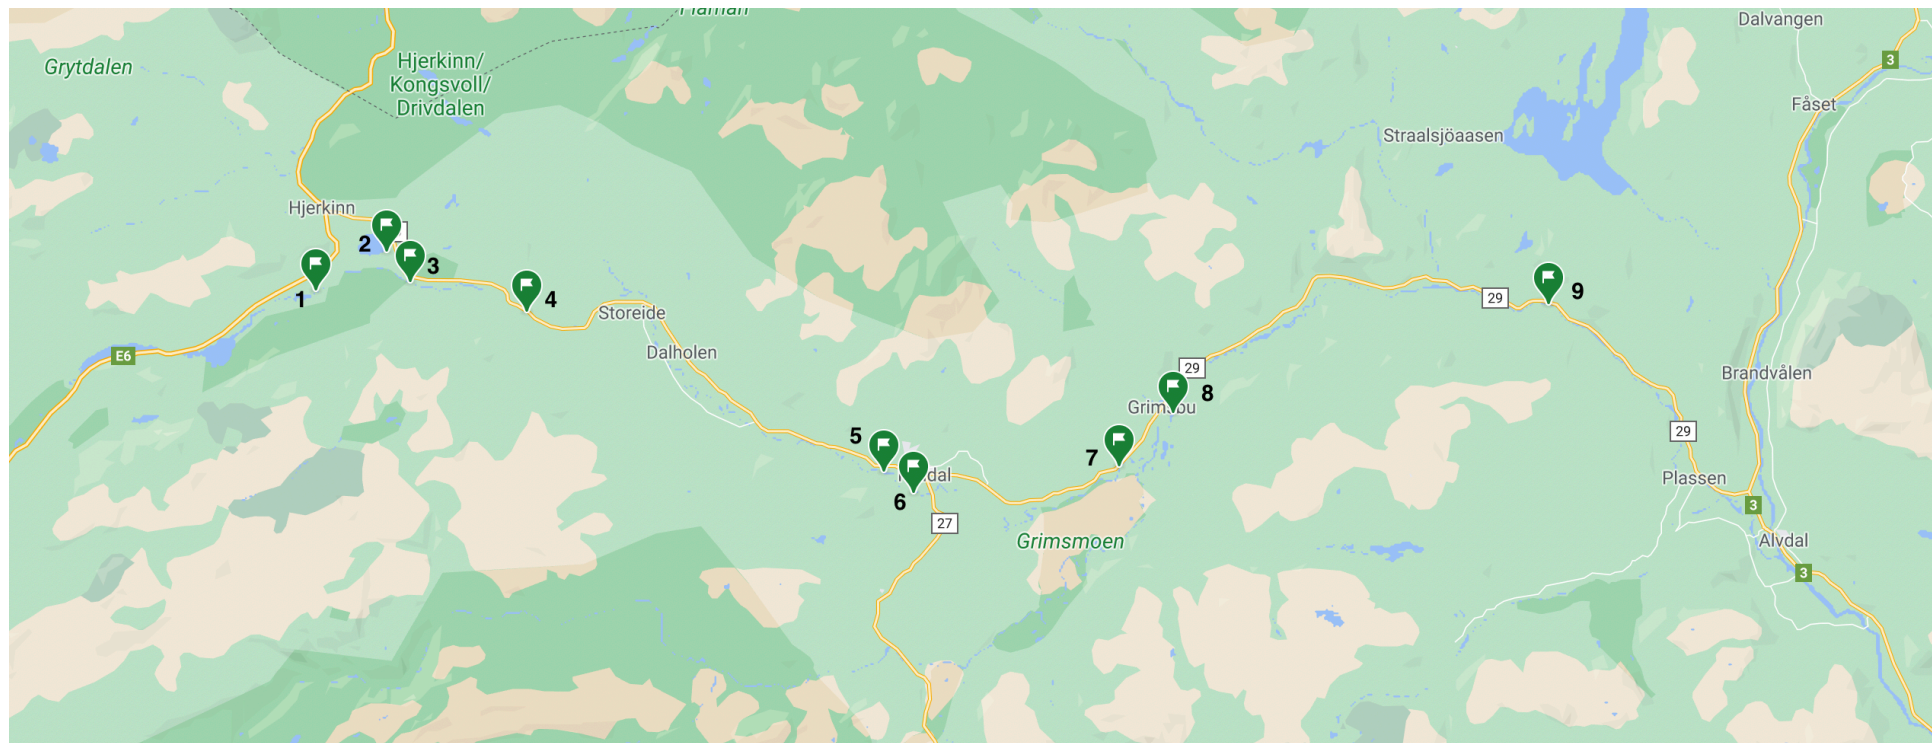 Dalvangen
Grytdalen
Hjerkinn/
Kongsvoll/
Drivdalen
3
Fåset
Straalsjöaasen
Hjerkinn
2
3
1
4
9
29
Storeide
E6
Dalholen
29
Brandvålen
8
Grimsbu
5
29
7
6
Plassen
27
3
Grimsmoen
Alvdal
3